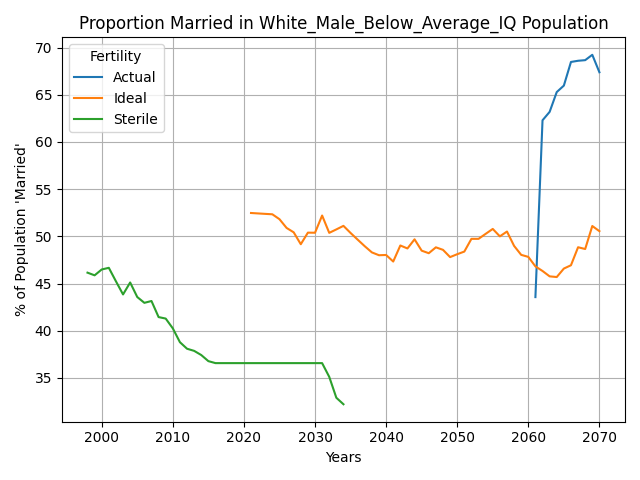 Proportion Married in White_Male_Below_Average_IQ Population
% of Population 'Married'
70
65
60
55
50
45
40
35
Fertility
Actual
Ideal
Sterile
2000 2010 2020 2030 2040 2050 2060 2070
Years